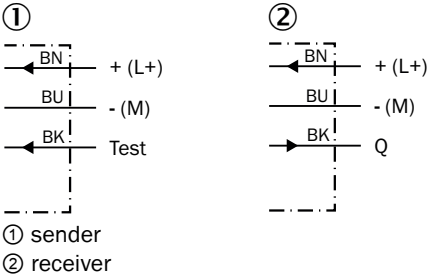 ① ②
BN + (L+) BN + (L+)
BU - (M) BU - (M)
BK Test BK Q
① sender
② receiver